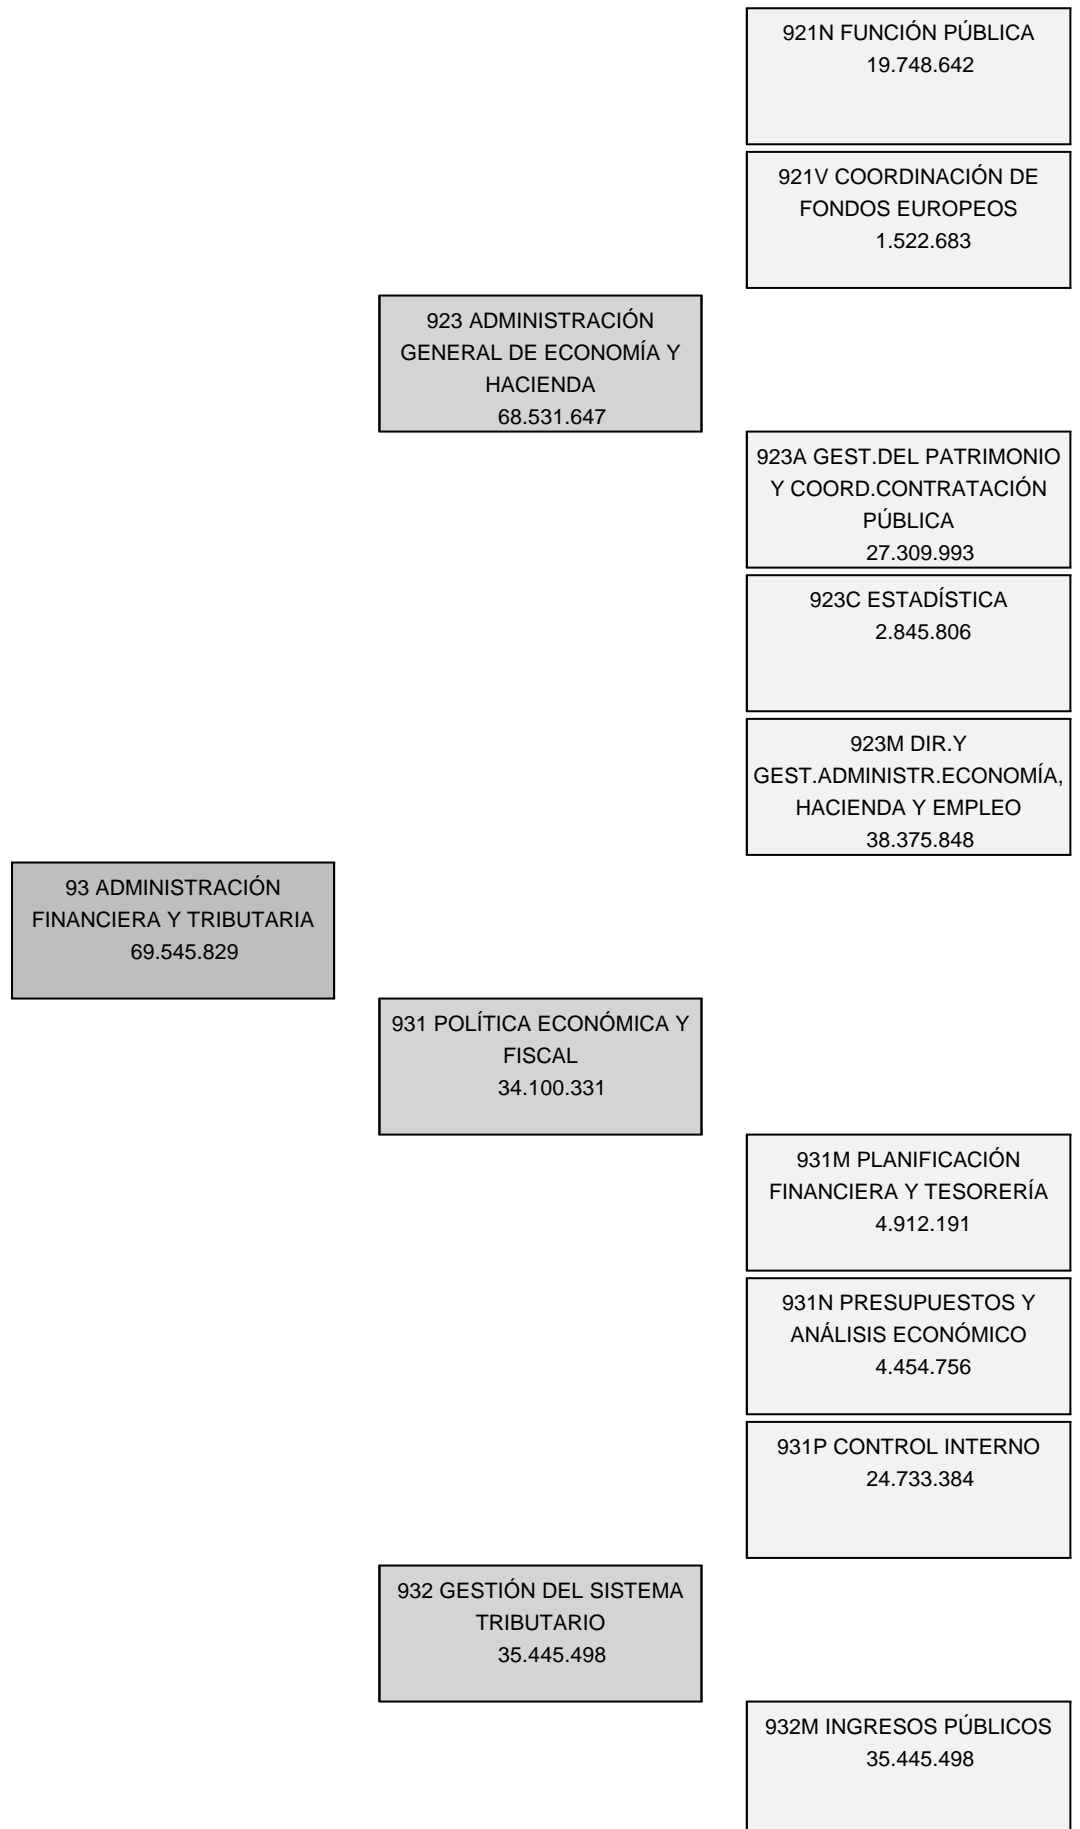 921N FUNCIÓN PÚBLICA
19.748.642
921V COORDINACIÓN DE
FONDOS EUROPEOS
1.522.683
923 ADMINISTRACIÓN
GENERAL DE ECONOMÍA Y
HACIENDA
68.531.647
923A GEST.DEL PATRIMONIO
Y COORD.CONTRATACIÓN
PÚBLICA
27.309.993
923C ESTADÍSTICA
2.845.806
923M DIR.Y
GEST.ADMINISTR.ECONOMÍA,
HACIENDA Y EMPLEO
38.375.848
93 ADMINISTRACIÓN
FINANCIERA Y TRIBUTARIA
69.545.829
931 POLÍTICA ECONÓMICA Y
FISCAL
34.100.331
931M PLANIFICACIÓN
FINANCIERA Y TESORERÍA
4.912.191
931N PRESUPUESTOS Y
ANÁLISIS ECONÓMICO
4.454.756
931P CONTROL INTERNO
24.733.384
932 GESTIÓN DEL SISTEMA
TRIBUTARIO
35.445.498
932M INGRESOS PÚBLICOS
35.445.498